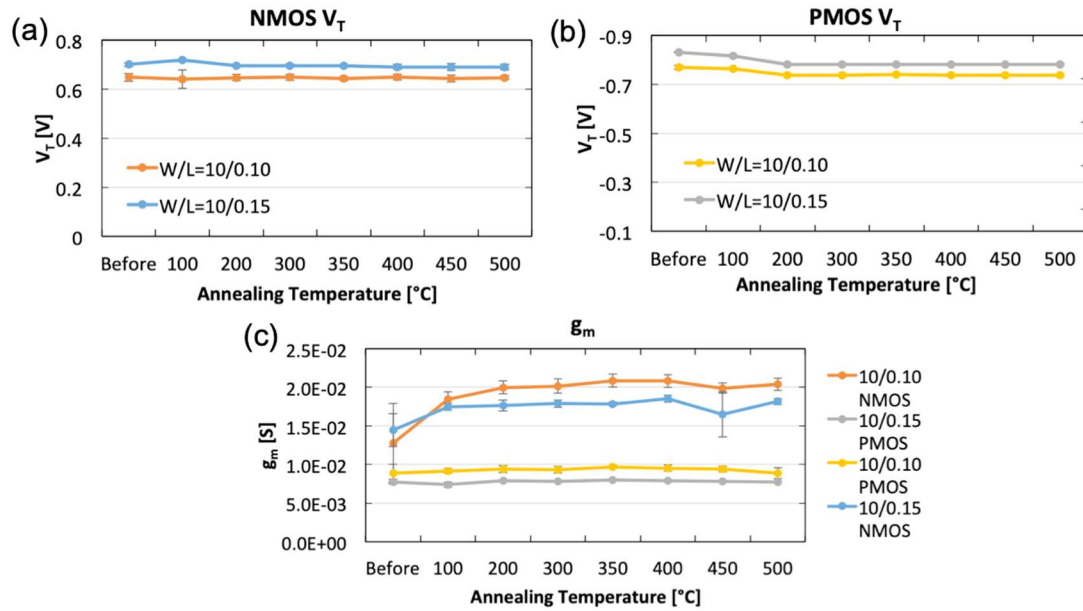 (a)
NMOS V_T
0.8
0.6
0.4
0.2
0
V_T [V]
W/L=10/0.10
W/L=10/0.15
Before 100 200 300 350 400 450 500
Annealing Temperature [°C]
(b)
PMOS V_T
-0.9
-0.7
-0.5
-0.3
-0.1
V_T [V]
W/L=10/0.10
W/L=10/0.15
Before 100 200 300 350 400 450 500
Annealing Temperature [°C]
(c)
g_m
2.5E-02
2.0E-02
1.5E-02
1.0E-02
5.0E-03
0.0E+00
g_m [S]
Before 100 200 300 350 400 450 500
Annealing Temperature [°C]
10/0.10
NMOS
10/0.15
PMOS
10/0.10
PMOS
10/0.15
NMOS